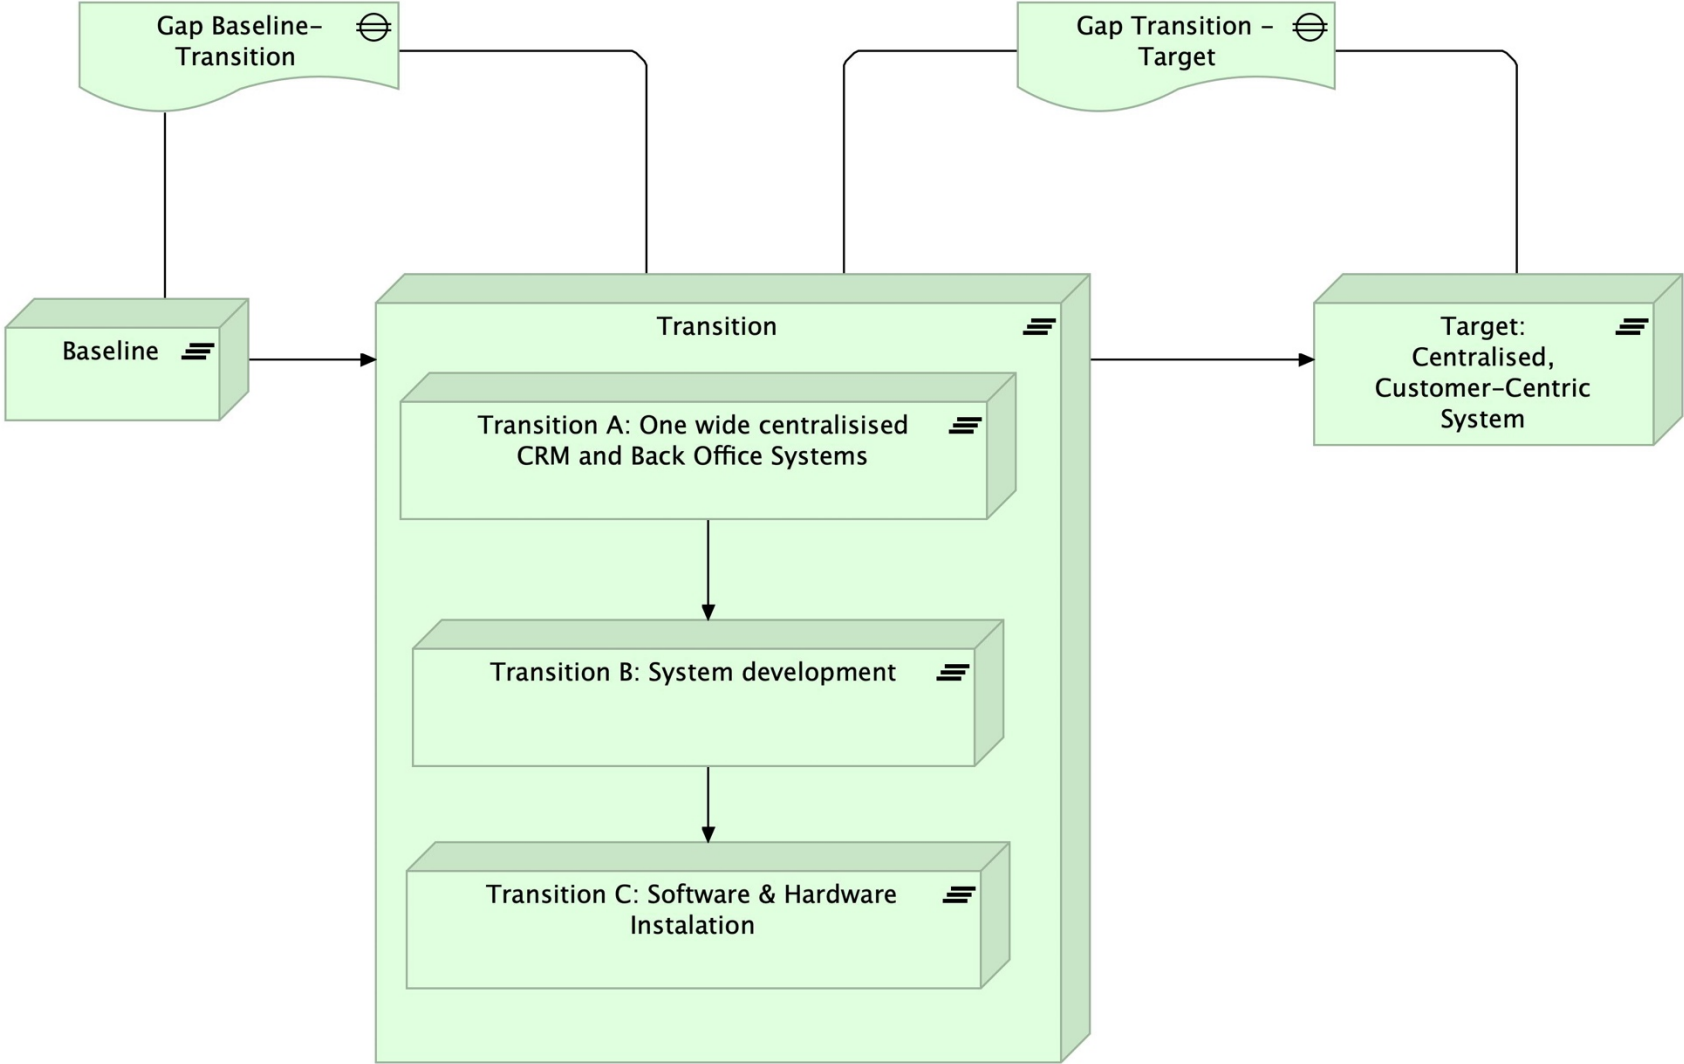 Gap Baseline-
Transition
Gap Transition -
Target
Baseline
Transition
Target:
Centralised,
Customer-Centric
System
Transition A: One wide centralisised
CRM and Back Office Systems
Transition B: System development
Transition C: Software & Hardware
Instalation